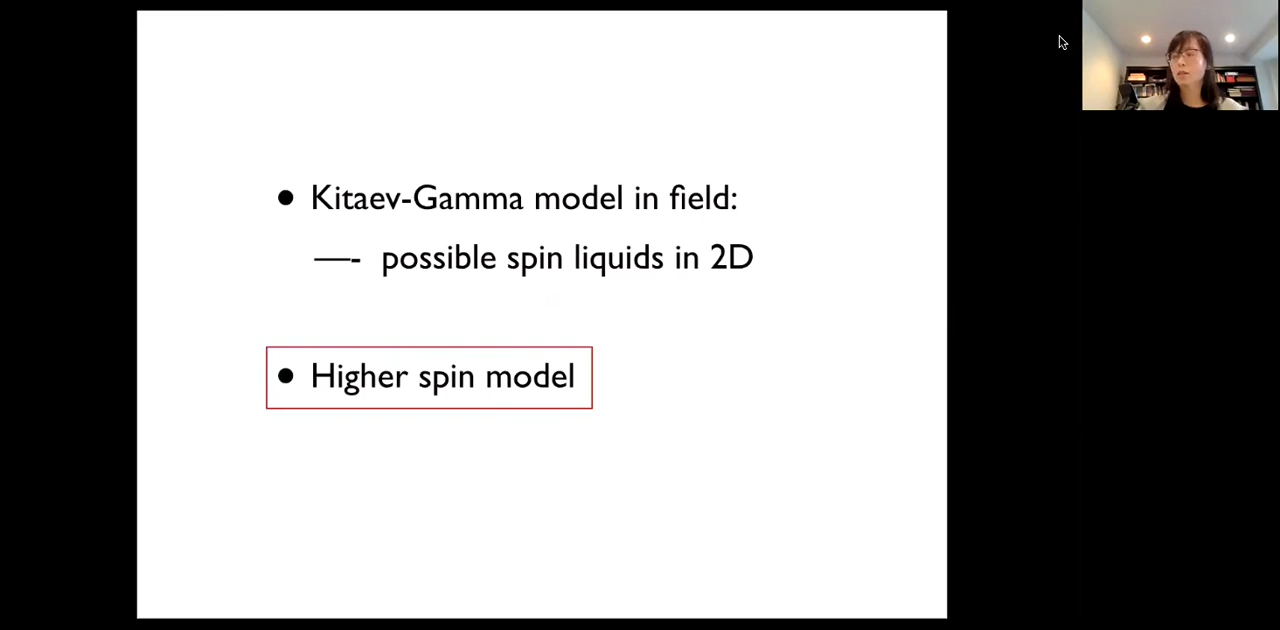 ● Kitaev-Gamma model in field:
—- possible spin liquids in 2D
● Higher spin model